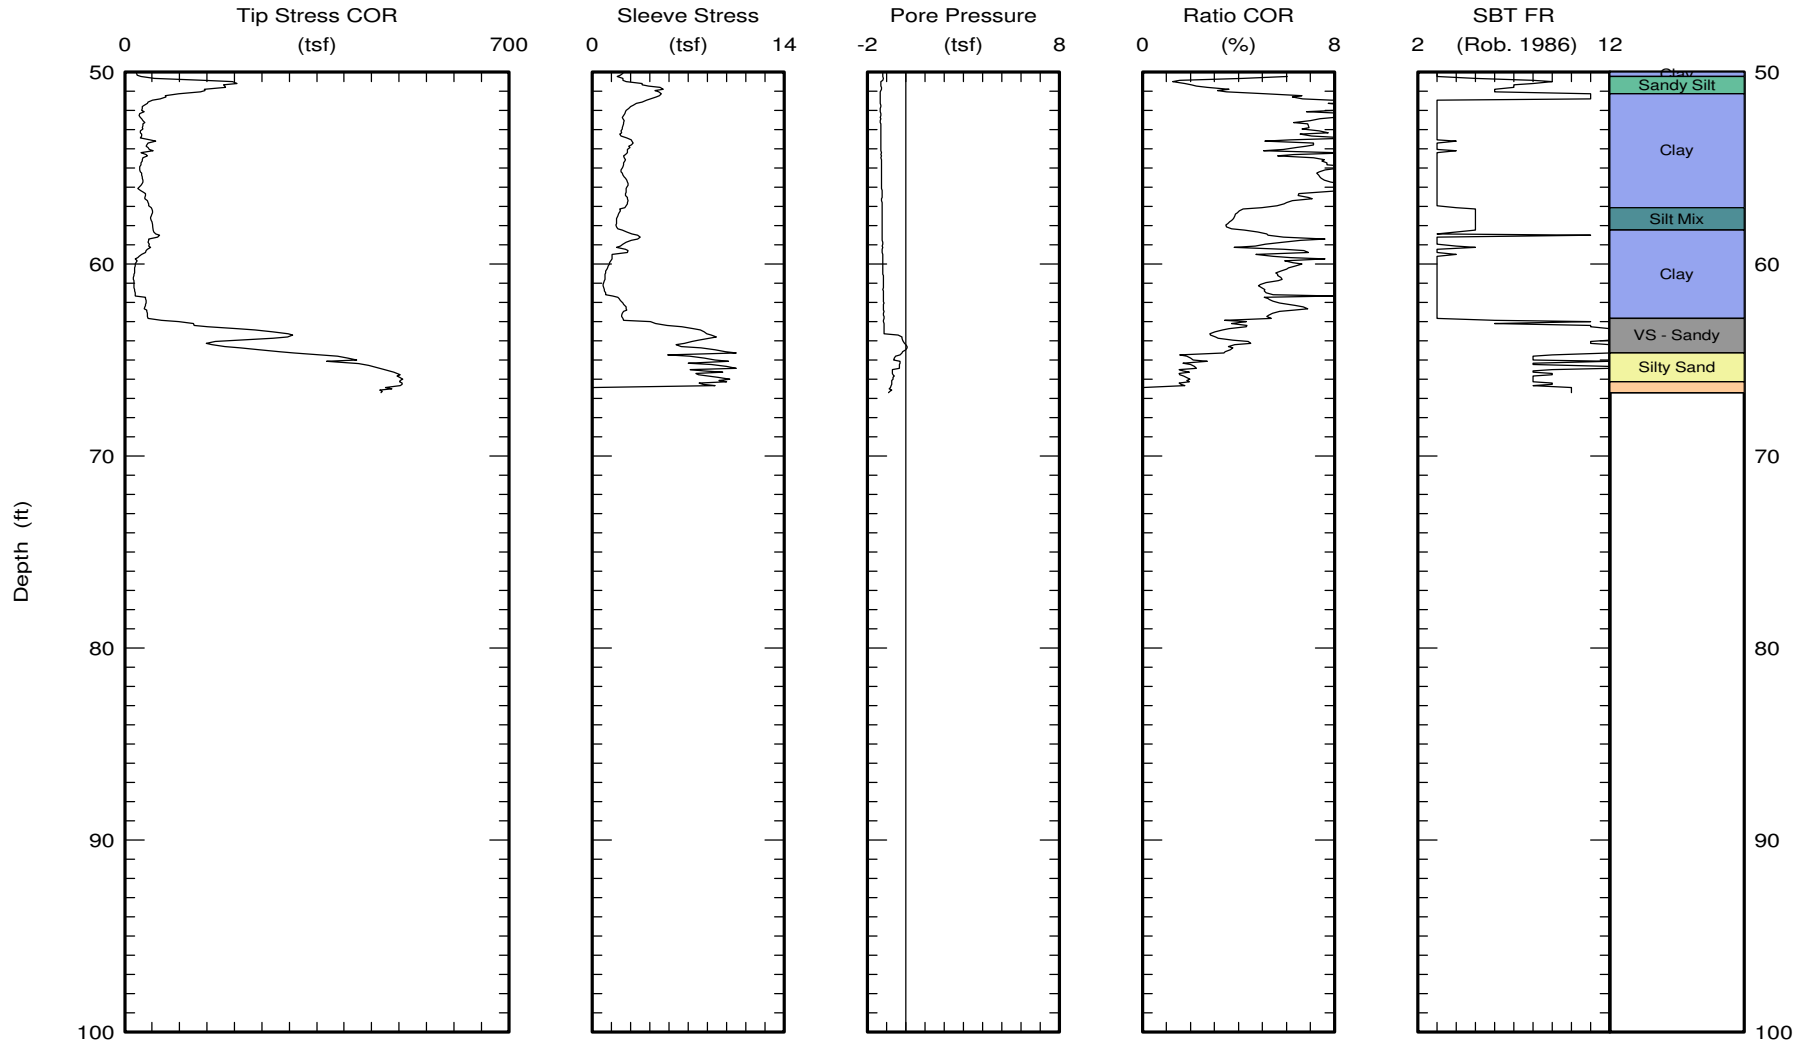 Tip Stress COR Sleeve Stress Pore Pressure Ratio COR SBT FR
0 (tsf) 700 0 (tsf) 14 -2 (tsf) 8 0 (%) 8 2 (Rob. 1986) 12
50 Clay 50
Sandy Silt
Clay
Silt Mix
60 Clay 60
VS - Sandy
Silty Sand
70 70
Depth (ft)
80 80
90 90
100 100